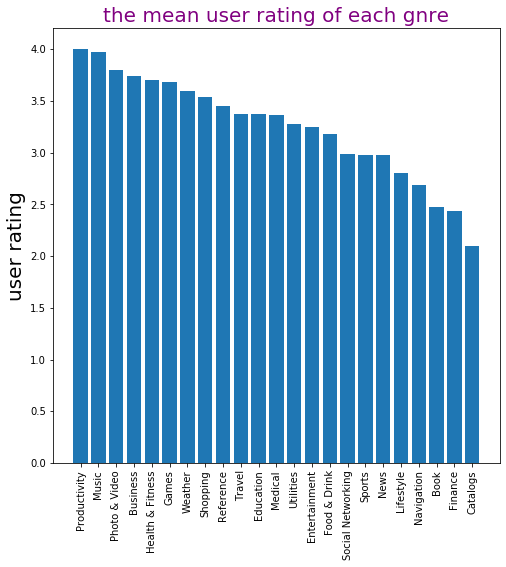 the mean user rating of each gnre
user rating
4.0
3.5
3.0
2.5
2.0
1.5
1.0
0.5
0.0
Productivity
Music
Photo & Video
Business
Health & Fitness
Games
Weather
Shopping
Reference
Travel
Education
Medical
Utilities
Entertainment
Food & Drink
Social Networking
Sports
News
Lifestyle
Navigation
Book
Finance
Catalogs